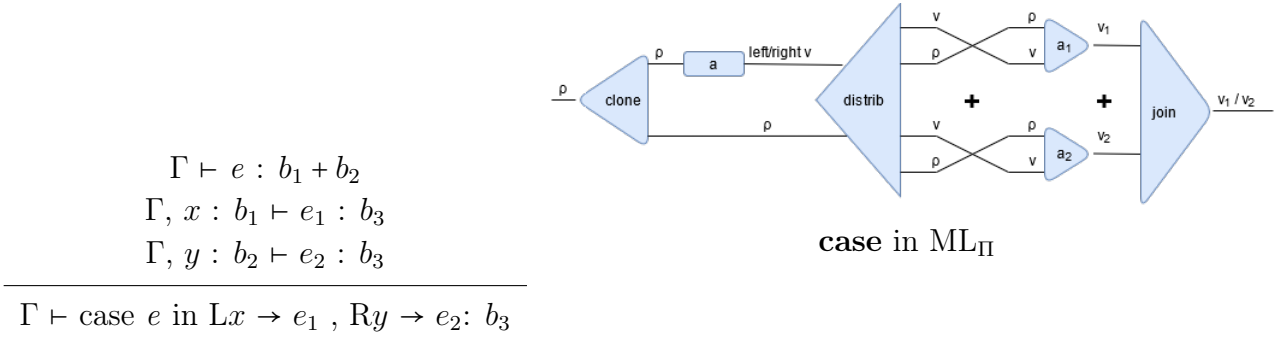 Γ ⊢ e : b₁ + b₂
Γ, x : b₁ ⊢ e₁ : b₃
Γ, y : b₂ ⊢ e₂ : b₃
Γ ⊢ case e in Lx → e₁ , Ry → e₂: b₃
ρ
clone
ρ
a
left/right v
ρ
distrib
v
ρ
ρ
v
a₁
v₁
+
+
v
ρ
ρ
v
a₂
v₂
join
v₁ / v₂
case in ML_Π